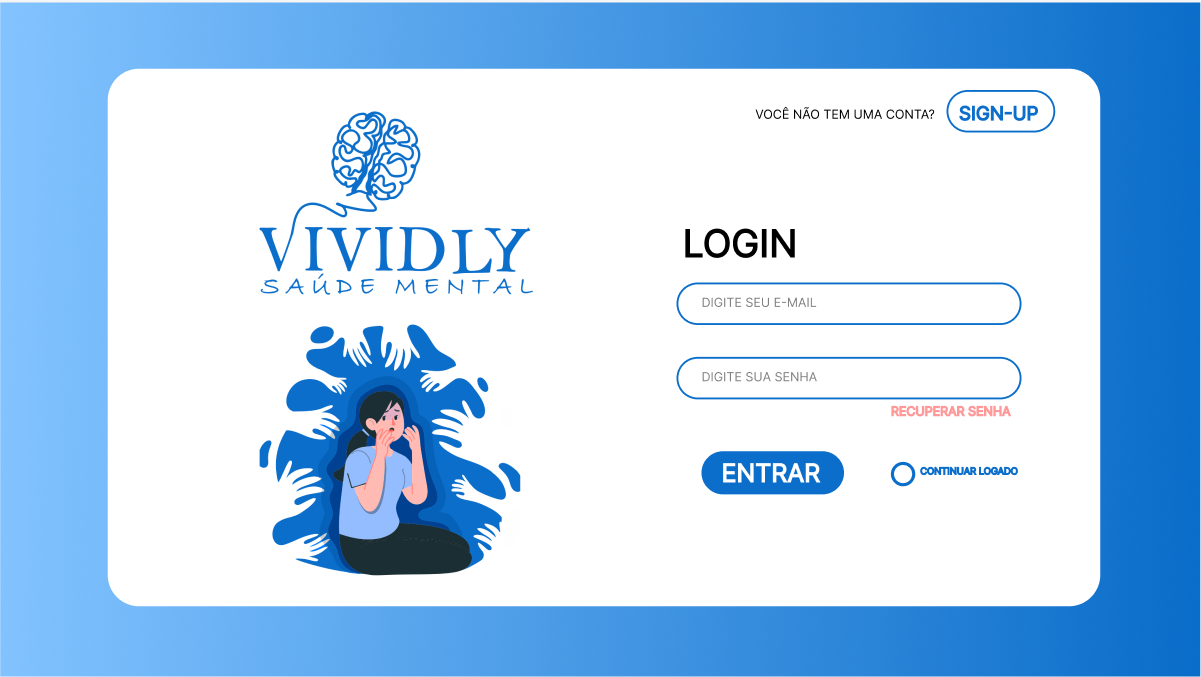 VIVIDLY
SAÚDE MENTAL
VOCÊ NÃO TEM UMA CONTA?
SIGN-UP
LOGIN
DIGITE SEU E-MAIL
DIGITE SUA SENHA
RECUPERAR SENHA
ENTRAR
CONTINUAR LOGADO